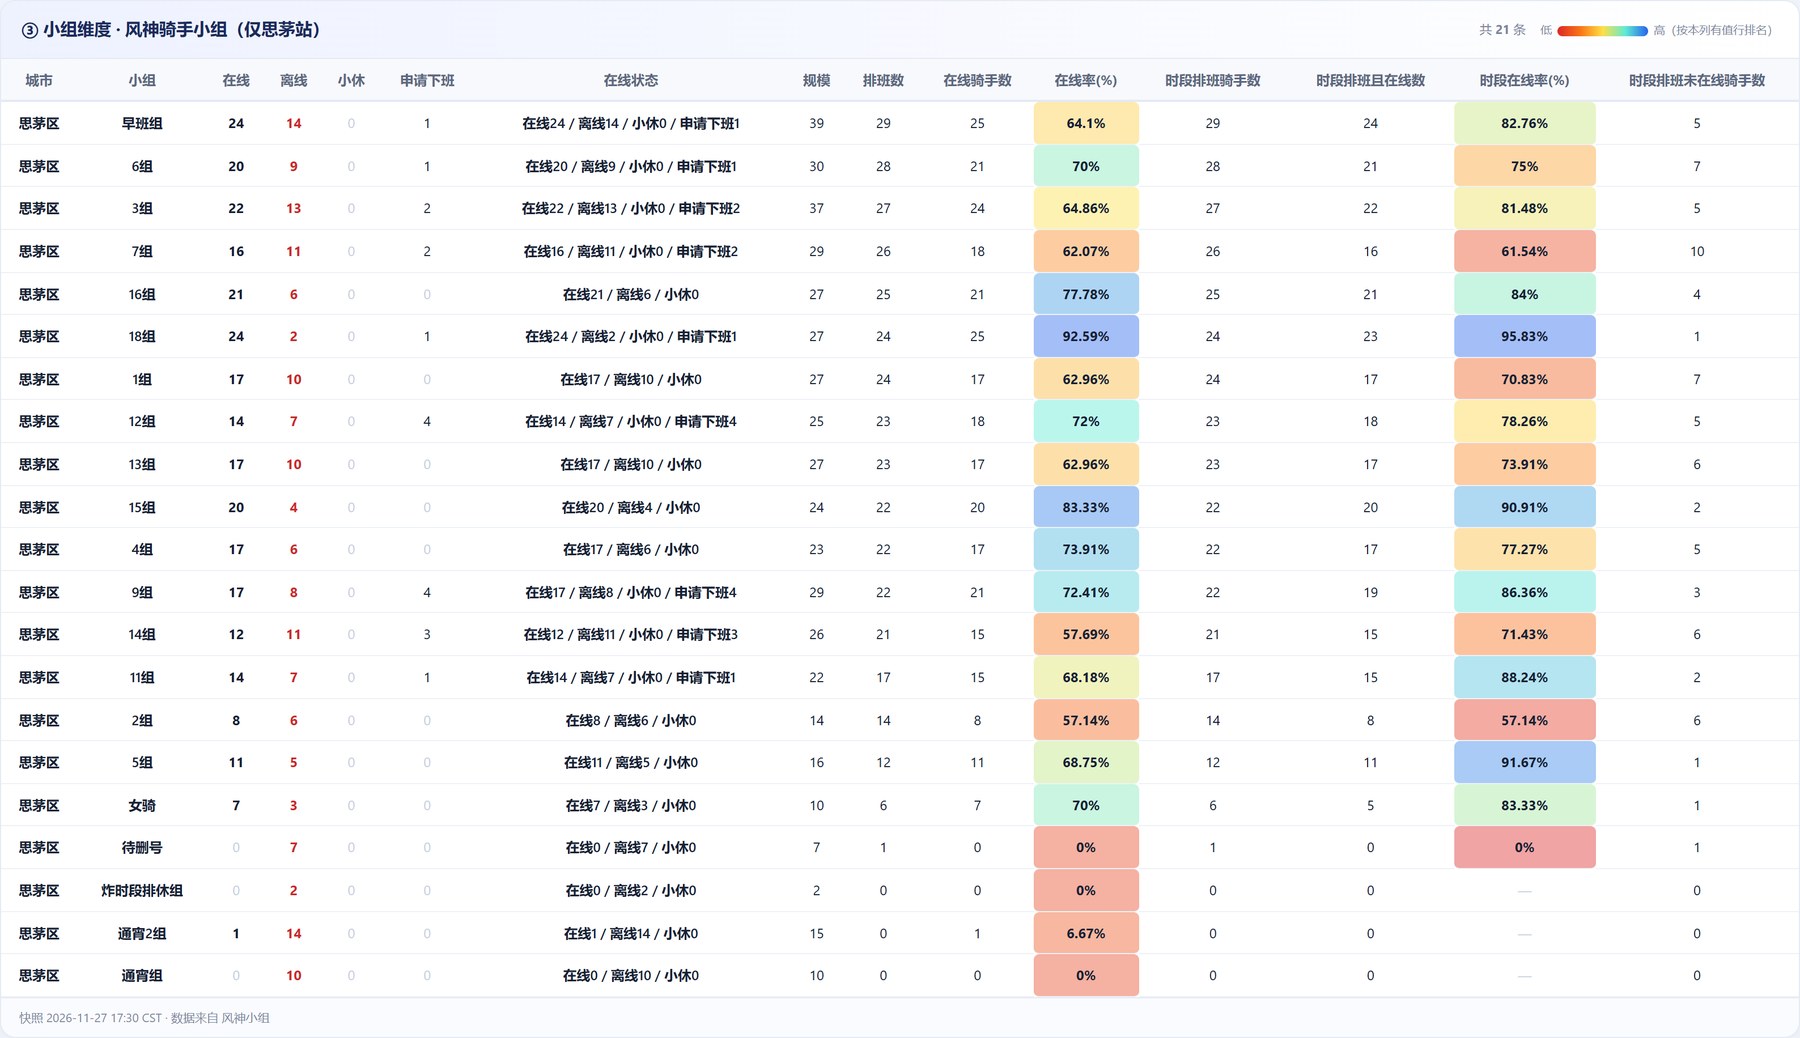 ③ 小组维度 · 风神骑手小组（仅思茅站）
共 21 条 低 高 (按本列有值行排名)
城市 小组 在线 离线 小休 申请下班 在线状态 规模 排班数 在线骑手数 在线率(%) 时段排班骑手数 时段排班且在线数 时段在线率(%) 时段排班未在线骑手数
思茅区 早班组 24 14 0 1 在线24 / 离线14 / 小休0 / 申请下班1 39 29 25 64.1% 29 24 82.76% 5
思茅区 6组 20 9 0 1 在线20 / 离线9 / 小休0 / 申请下班1 30 28 21 70% 28 21 75% 7
思茅区 3组 22 13 0 2 在线22 / 离线13 / 小休0 / 申请下班2 37 27 24 64.86% 27 22 81.48% 5
思茅区 7组 16 11 0 2 在线16 / 离线11 / 小休0 / 申请下班2 29 26 18 62.07% 26 16 61.54% 10
思茅区 16组 21 6 0 0 在线21 / 离线6 / 小休0 27 25 21 77.78% 25 21 84% 4
思茅区 18组 24 2 0 1 在线24 / 离线2 / 小休0 / 申请下班1 27 24 25 92.59% 24 23 95.83% 1
思茅区 1组 17 10 0 0 在线17 / 离线10 / 小休0 27 24 17 62.96% 24 17 70.83% 7
思茅区 12组 14 7 0 4 在线14 / 离线7 / 小休0 / 申请下班4 25 23 18 72% 23 18 78.26% 5
思茅区 13组 17 10 0 0 在线17 / 离线10 / 小休0 27 23 17 62.96% 23 17 73.91% 6
思茅区 15组 20 4 0 0 在线20 / 离线4 / 小休0 24 22 20 83.33% 22 20 90.91% 2
思茅区 4组 17 6 0 0 在线17 / 离线6 / 小休0 23 22 17 73.91% 22 17 77.27% 5
思茅区 9组 17 8 0 4 在线17 / 离线8 / 小休0 / 申请下班4 29 22 21 72.41% 22 19 86.36% 3
思茅区 14组 12 11 0 3 在线12 / 离线11 / 小休0 / 申请下班3 26 21 15 57.69% 21 15 71.43% 6
思茅区 11组 14 7 0 1 在线14 / 离线7 / 小休0 / 申请下班1 22 17 15 68.18% 17 15 88.24% 2
思茅区 2组 8 6 0 0 在线8 / 离线6 / 小休0 14 14 8 57.14% 14 8 57.14% 6
思茅区 5组 11 5 0 0 在线11 / 离线5 / 小休0 16 12 11 68.75% 12 11 91.67% 1
思茅区 女骑 7 3 0 0 在线7 / 离线3 / 小休0 10 6 7 70% 6 5 83.33% 1
思茅区 待删号 0 7 0 0 在线0 / 离线7 / 小休0 7 1 0 0% 1 0 0% 1
思茅区 炸时段排休组 0 2 0 0 在线0 / 离线2 / 小休0 2 0 0 0% 0 0 — 0
思茅区 通宵2组 1 14 0 0 在线1 / 离线14 / 小休0 15 0 1 6.67% 0 0 — 0
思茅区 通宵组 0 10 0 0 在线0 / 离线10 / 小休0 10 0 0 0% 0 0 — 0
快照 2026-11-27 17:30 CST · 数据来自 风神小组